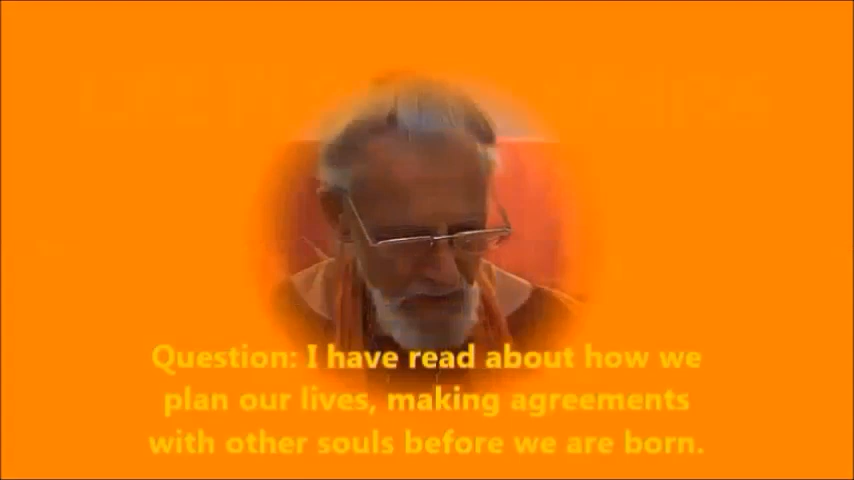 Question: I have read about how we
plan our lives, making agreements
with other souls before we are born.